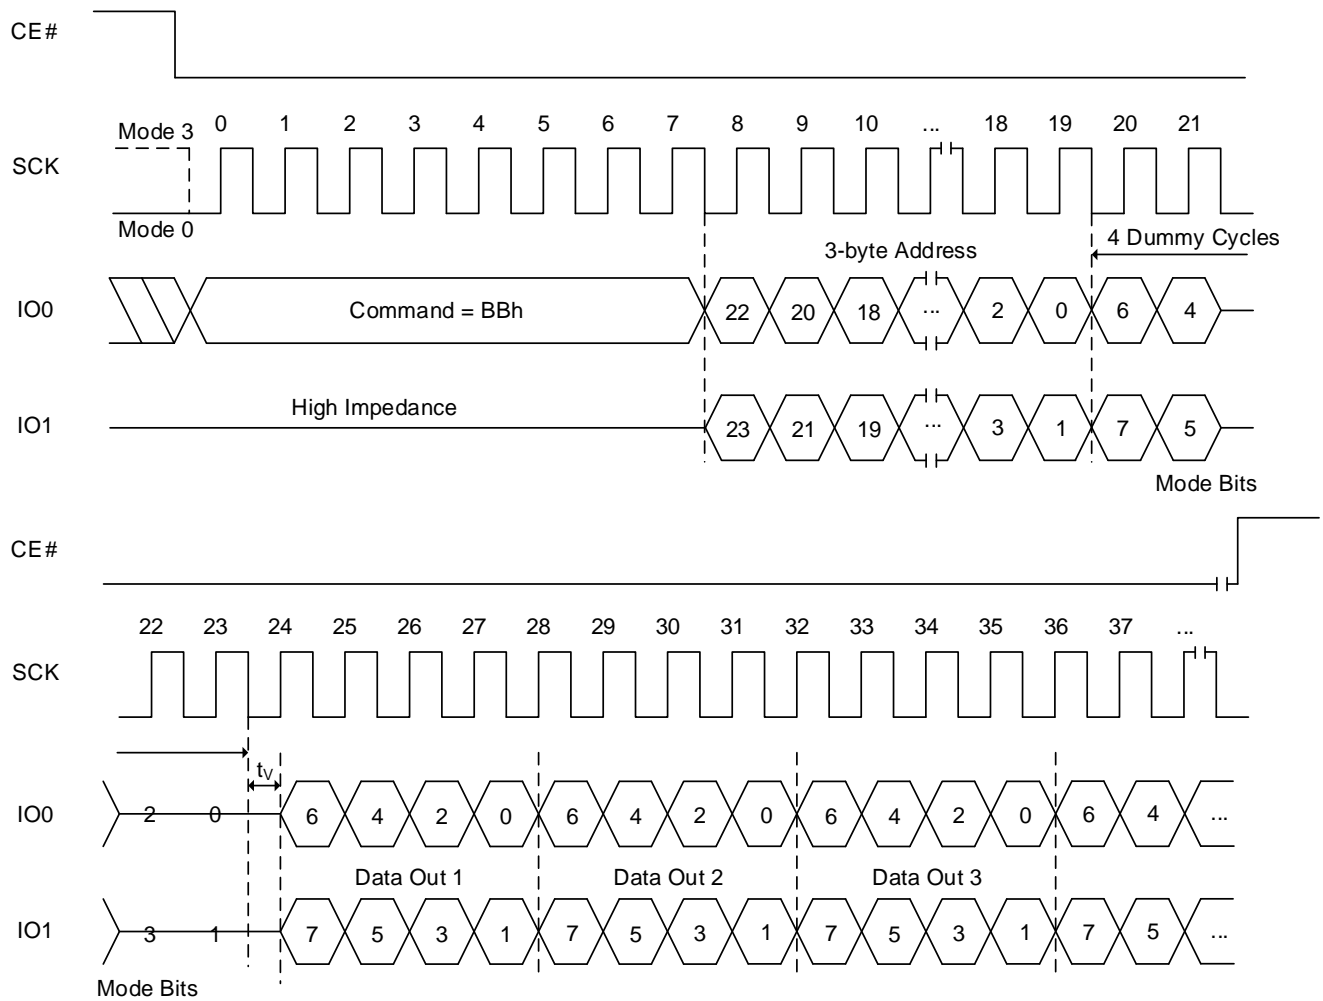 CE#
0 1 2 3 4 5 6 7 8 9 10 ... 18 19 20 21
Mode 3
SCK
Mode 0
3-byte Address
4 Dummy Cycles
IO0
Command = BBh
22 20 18 ... 2 0 6 4
High Impedance
IO1
23 21 19 ... 3 1 7 5
Mode Bits
CE#
22 23 24 25 26 27 28 29 30 31 32 33 34 35 36 37 ...
SCK
tV
IO0
2 0 6 4 2 0 6 4 2 0 6 4 2 0 6 4 ...
Data Out 1 Data Out 2 Data Out 3
IO1
3 1 7 5 3 1 7 5 3 1 7 5 3 1 7 5 ...
Mode Bits